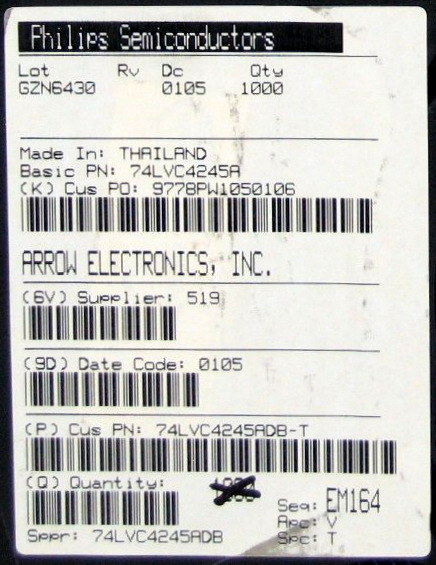 Philips Semiconductors
Lot Rv Dc Qty
GZN6430 0105 1000
Made In: THAILAND
Basic PN: 74LVC4245A
(K) Cus PO: 9778PW1050106
ARROW ELECTRONICS, INC.
(6V) Supplier: 519
(9D) Date Code: 0105
(P) Cus PN: 74LVC4245ADB-T
(Q) Quantity:
Seq: EM164
Apc: V
Sppr: 74LVC4245ADB Spc: T